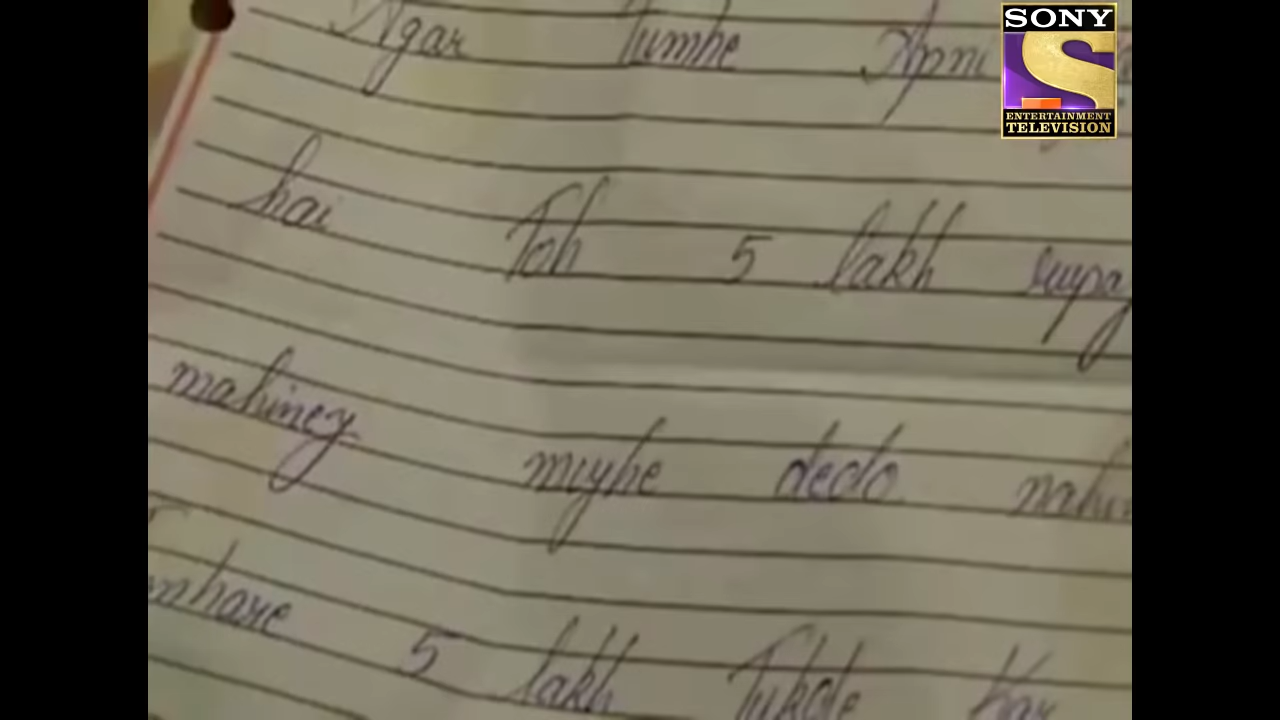 SONY
ENTERTAINMENT
TELEVISION
Agar Tumhe Apni
hai Toh 5 lakh rupay
mahiney mujhe dedo nahi
Tumhare 5 lakh Tukde Kar